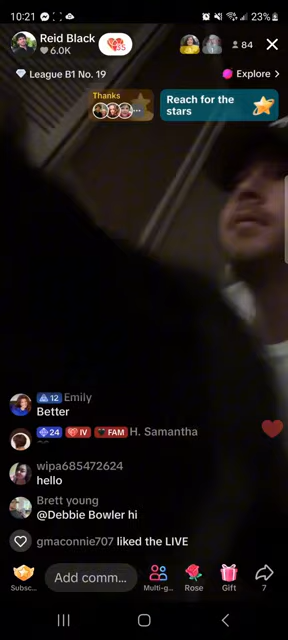 10:21
23%
Reid Black
6.0K
84
League B1 No. 19
Explore >
Thanks
Reach for the
stars
12 Emily
Better
24 IV FAM H. Samantha
wipa685472624
hello
Brett young
@Debbie Bowler hi
gmaconnie707 liked the LIVE
Add comm...
Subsc...
Multi-g...
Rose
Gift
7